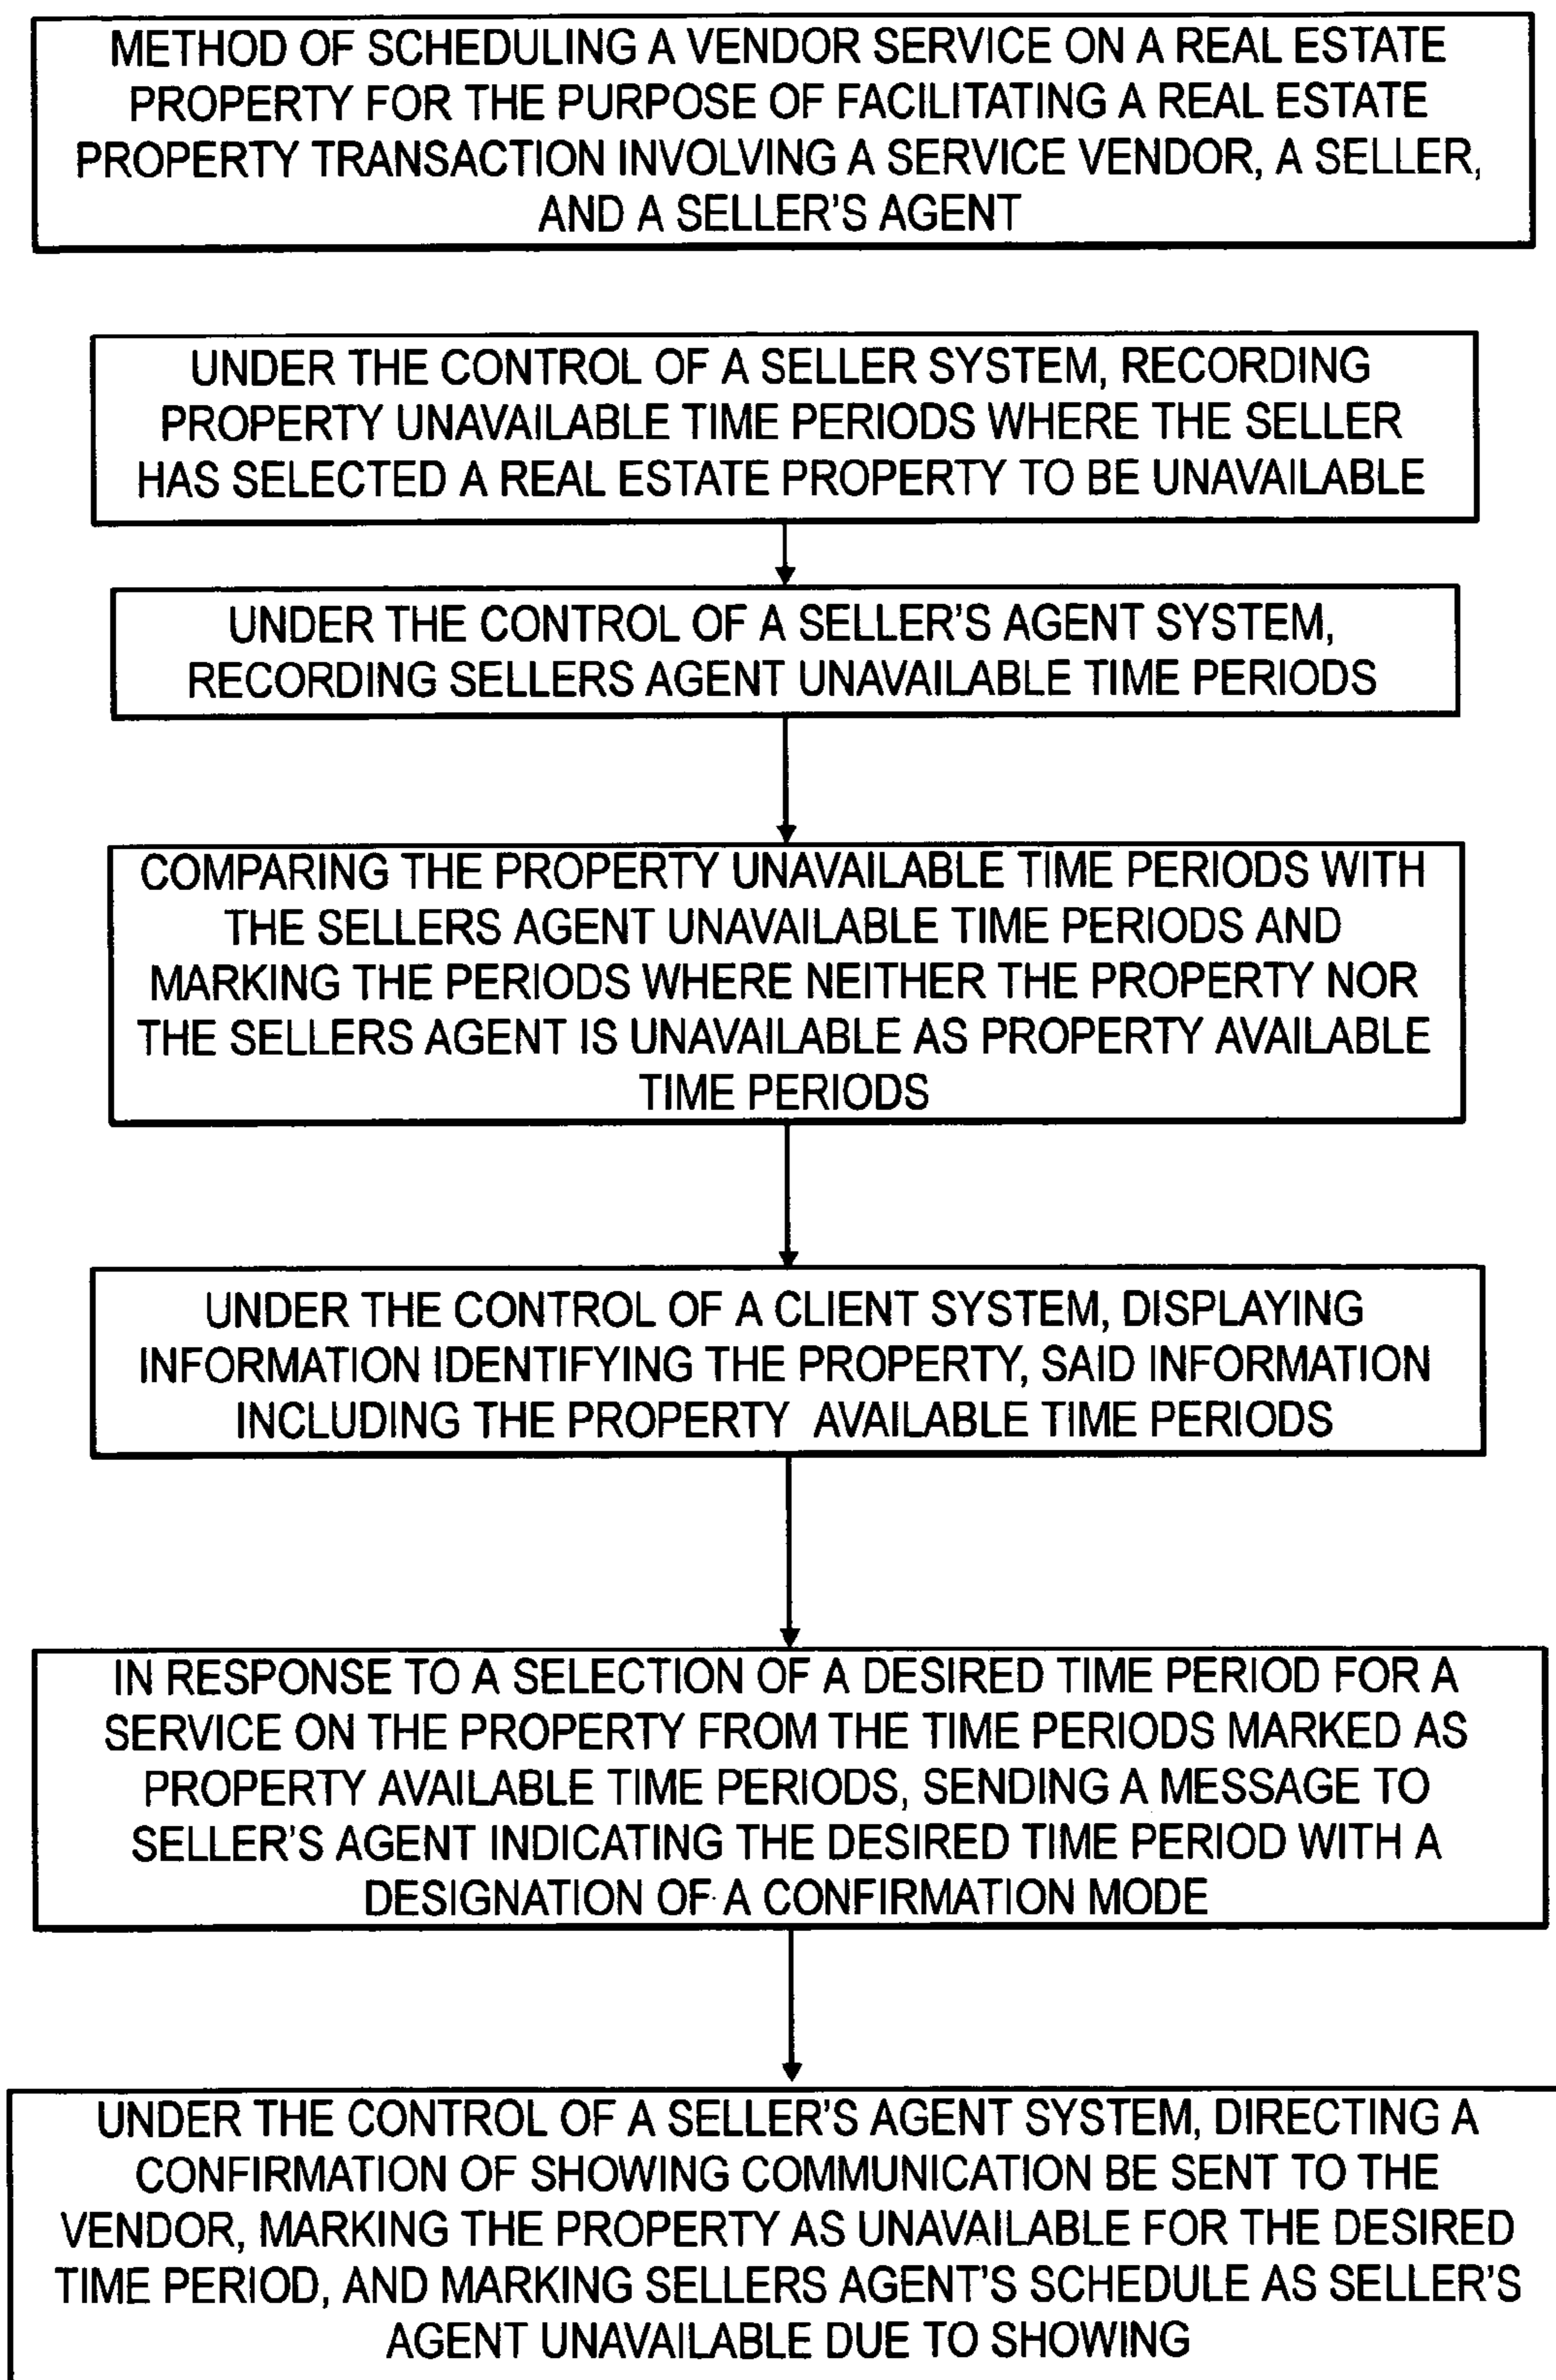 METHOD OF SCHEDULING A VENDOR SERVICE ON A REAL ESTATE
PROPERTY FOR THE PURPOSE OF FACILITATING A REAL ESTATE
PROPERTY TRANSACTION INVOLVING A SERVICE VENDOR, A SELLER,
AND A SELLER'S AGENT
UNDER THE CONTROL OF A SELLER SYSTEM, RECORDING
PROPERTY UNAVAILABLE TIME PERIODS WHERE THE SELLER
HAS SELECTED A REAL ESTATE PROPERTY TO BE UNAVAILABLE
UNDER THE CONTROL OF A SELLER'S AGENT SYSTEM,
RECORDING SELLERS AGENT UNAVAILABLE TIME PERIODS
COMPARING THE PROPERTY UNAVAILABLE TIME PERIODS WITH
THE SELLERS AGENT UNAVAILABLE TIME PERIODS AND
MARKING THE PERIODS WHERE NEITHER THE PROPERTY NOR
THE SELLERS AGENT IS UNAVAILABLE AS PROPERTY AVAILABLE
TIME PERIODS
UNDER THE CONTROL OF A CLIENT SYSTEM, DISPLAYING
INFORMATION IDENTIFYING THE PROPERTY, SAID INFORMATION
INCLUDING THE PROPERTY AVAILABLE TIME PERIODS
IN RESPONSE TO A SELECTION OF A DESIRED TIME PERIOD FOR A
SERVICE ON THE PROPERTY FROM THE TIME PERIODS MARKED AS
PROPERTY AVAILABLE TIME PERIODS, SENDING A MESSAGE TO
SELLER'S AGENT INDICATING THE DESIRED TIME PERIOD WITH A
DESIGNATION OF A CONFIRMATION MODE
UNDER THE CONTROL OF A SELLER'S AGENT SYSTEM, DIRECTING A
CONFIRMATION OF SHOWING COMMUNICATION BE SENT TO THE
VENDOR, MARKING THE PROPERTY AS UNAVAILABLE FOR THE DESIRED
TIME PERIOD, AND MARKING SELLERS AGENT'S SCHEDULE AS SELLER'S
AGENT UNAVAILABLE DUE TO SHOWING